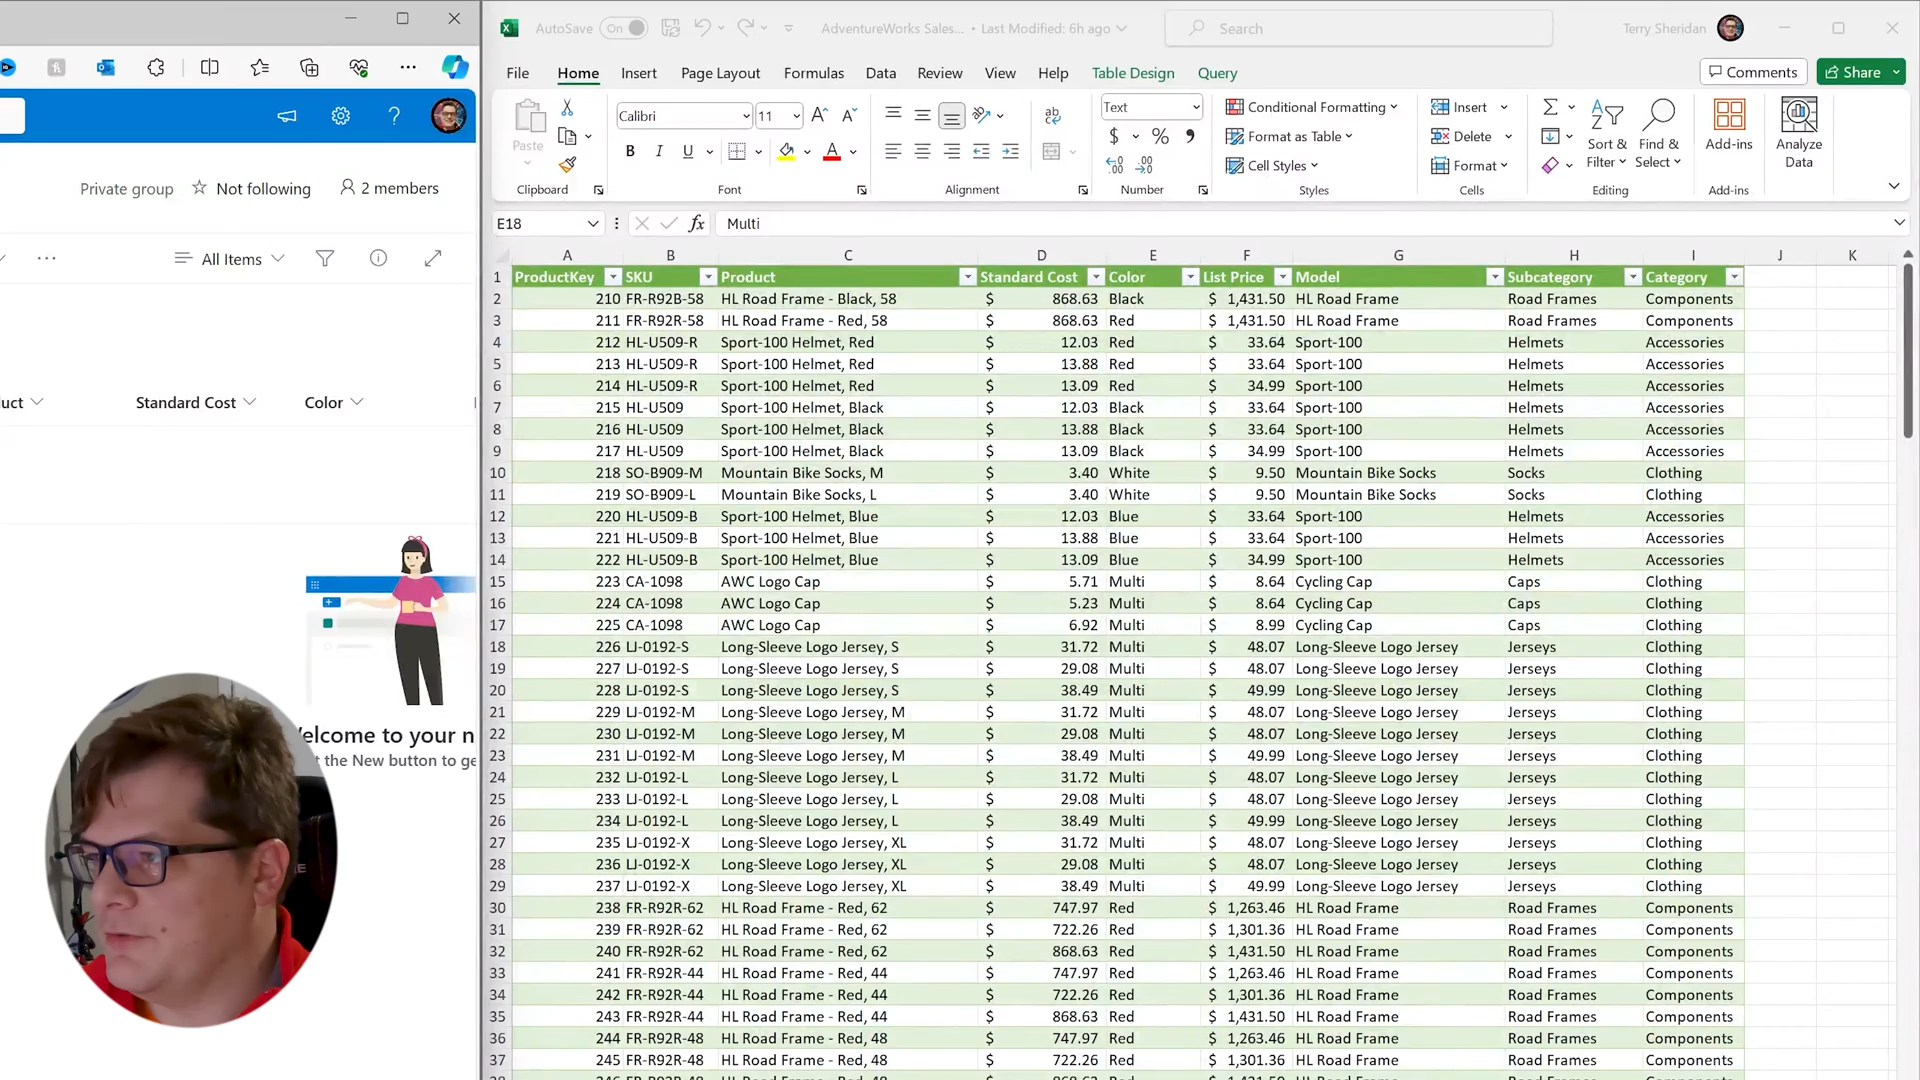 Private group
Not following
2 members
All Items
uct
Standard Cost
Color
elcome to your n
t the New button to ge
AutoSave
On
AdventureWorks Sales... • Last Modified: 6h ago
Search
Terry Sheridan
File
Home
Insert
Page Layout
Formulas
Data
Review
View
Help
Table Design
Query
Comments
Share
Paste
Clipboard
Calibri
11
B I U
Font
Alignment
Text
$ % 9
Number
Conditional Formatting
Format as Table
Cell Styles
Styles
Insert
Delete
Format
Cells
Sort & Filter
Find & Select
Editing
Add-ins
Add-ins
Analyze Data
E18
fx
Multi
A B C D E F G H I J K
1 ProductKey SKU Product Standard Cost Color List Price Model Subcategory Category
2 210 FR-R92B-58 HL Road Frame - Black, 58 $ 868.63 Black $ 1,431.50 HL Road Frame Road Frames Components
3 211 FR-R92R-58 HL Road Frame - Red, 58 $ 868.63 Red $ 1,431.50 HL Road Frame Road Frames Components
4 212 HL-U509-R Sport-100 Helmet, Red $ 12.03 Red $ 33.64 Sport-100 Helmets Accessories
5 213 HL-U509-R Sport-100 Helmet, Red $ 13.88 Red $ 33.64 Sport-100 Helmets Accessories
6 214 HL-U509-R Sport-100 Helmet, Red $ 13.09 Red $ 34.99 Sport-100 Helmets Accessories
7 215 HL-U509 Sport-100 Helmet, Black $ 12.03 Black $ 33.64 Sport-100 Helmets Accessories
8 216 HL-U509 Sport-100 Helmet, Black $ 13.88 Black $ 33.64 Sport-100 Helmets Accessories
9 217 HL-U509 Sport-100 Helmet, Black $ 13.09 Black $ 34.99 Sport-100 Helmets Accessories
10 218 SO-B909-M Mountain Bike Socks, M $ 3.40 White $ 9.50 Mountain Bike Socks Socks Clothing
11 219 SO-B909-L Mountain Bike Socks, L $ 3.40 White $ 9.50 Mountain Bike Socks Socks Clothing
12 220 HL-U509-B Sport-100 Helmet, Blue $ 12.03 Blue $ 33.64 Sport-100 Helmets Accessories
13 221 HL-U509-B Sport-100 Helmet, Blue $ 13.88 Blue $ 33.64 Sport-100 Helmets Accessories
14 222 HL-U509-B Sport-100 Helmet, Blue $ 13.09 Blue $ 34.99 Sport-100 Helmets Accessories
15 223 CA-1098 AWC Logo Cap $ 5.71 Multi $ 8.64 Cycling Cap Caps Clothing
16 224 CA-1098 AWC Logo Cap $ 5.23 Multi $ 8.64 Cycling Cap Caps Clothing
17 225 CA-1098 AWC Logo Cap $ 6.92 Multi $ 8.99 Cycling Cap Caps Clothing
18 226 LJ-0192-S Long-Sleeve Logo Jersey, S $ 31.72 Multi $ 48.07 Long-Sleeve Logo Jersey Jerseys Clothing
19 227 LJ-0192-S Long-Sleeve Logo Jersey, S $ 29.08 Multi $ 48.07 Long-Sleeve Logo Jersey Jerseys Clothing
20 228 LJ-0192-S Long-Sleeve Logo Jersey, S $ 38.49 Multi $ 49.99 Long-Sleeve Logo Jersey Jerseys Clothing
21 229 LJ-0192-M Long-Sleeve Logo Jersey, M $ 31.72 Multi $ 48.07 Long-Sleeve Logo Jersey Jerseys Clothing
22 230 LJ-0192-M Long-Sleeve Logo Jersey, M $ 29.08 Multi $ 48.07 Long-Sleeve Logo Jersey Jerseys Clothing
23 231 LJ-0192-M Long-Sleeve Logo Jersey, M $ 38.49 Multi $ 49.99 Long-Sleeve Logo Jersey Jerseys Clothing
24 232 LJ-0192-L Long-Sleeve Logo Jersey, L $ 31.72 Multi $ 48.07 Long-Sleeve Logo Jersey Jerseys Clothing
25 233 LJ-0192-L Long-Sleeve Logo Jersey, L $ 29.08 Multi $ 48.07 Long-Sleeve Logo Jersey Jerseys Clothing
26 234 LJ-0192-L Long-Sleeve Logo Jersey, L $ 38.49 Multi $ 49.99 Long-Sleeve Logo Jersey Jerseys Clothing
27 235 LJ-0192-X Long-Sleeve Logo Jersey, XL $ 31.72 Multi $ 48.07 Long-Sleeve Logo Jersey Jerseys Clothing
28 236 LJ-0192-X Long-Sleeve Logo Jersey, XL $ 29.08 Multi $ 48.07 Long-Sleeve Logo Jersey Jerseys Clothing
29 237 LJ-0192-X Long-Sleeve Logo Jersey, XL $ 38.49 Multi $ 49.99 Long-Sleeve Logo Jersey Jerseys Clothing
30 238 FR-R92R-62 HL Road Frame - Red, 62 $ 747.97 Red $ 1,263.46 HL Road Frame Road Frames Components
31 239 FR-R92R-62 HL Road Frame - Red, 62 $ 722.26 Red $ 1,301.36 HL Road Frame Road Frames Components
32 240 FR-R92R-62 HL Road Frame - Red, 62 $ 868.63 Red $ 1,431.50 HL Road Frame Road Frames Components
33 241 FR-R92R-44 HL Road Frame - Red, 44 $ 747.97 Red $ 1,263.46 HL Road Frame Road Frames Components
34 242 FR-R92R-44 HL Road Frame - Red, 44 $ 722.26 Red $ 1,301.36 HL Road Frame Road Frames Components
35 243 FR-R92R-44 HL Road Frame - Red, 44 $ 868.63 Red $ 1,431.50 HL Road Frame Road Frames Components
36 244 FR-R92R-48 HL Road Frame - Red, 48 $ 747.97 Red $ 1,263.46 HL Road Frame Road Frames Components
37 245 FR-R92R-48 HL Road Frame - Red, 48 $ 722.26 Red $ 1,301.36 HL Road Frame Road Frames Components